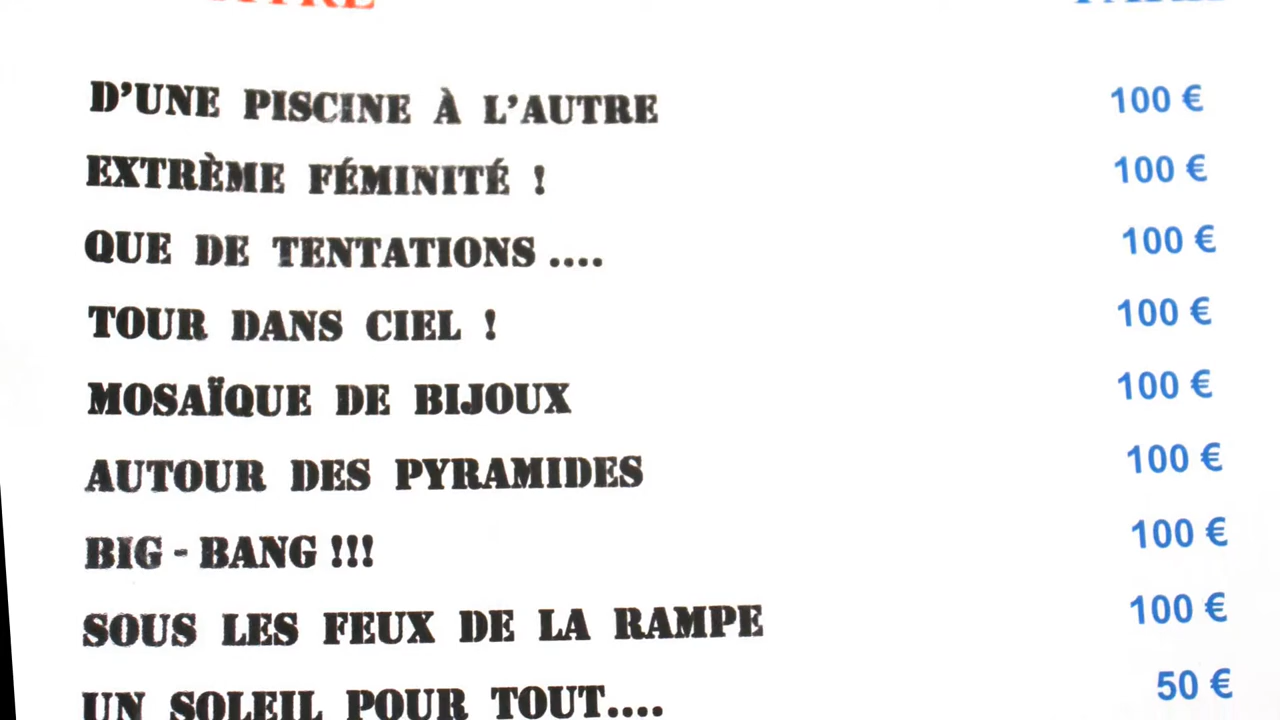 D'UNE PISCINE À L'AUTRE 100 €
EXTRÈME FÉMINITÉ ! 100 €
QUE DE TENTATIONS .... 100 €
TOUR DANS CIEL ! 100 €
MOSAÏQUE DE BIJOUX 100 €
AUTOUR DES PYRAMIDES 100 €
BIG - BANG !!! 100 €
SOUS LES FEUX DE LA RAMPE 100 €
UN SOLEIL POUR TOUT.... 50 €